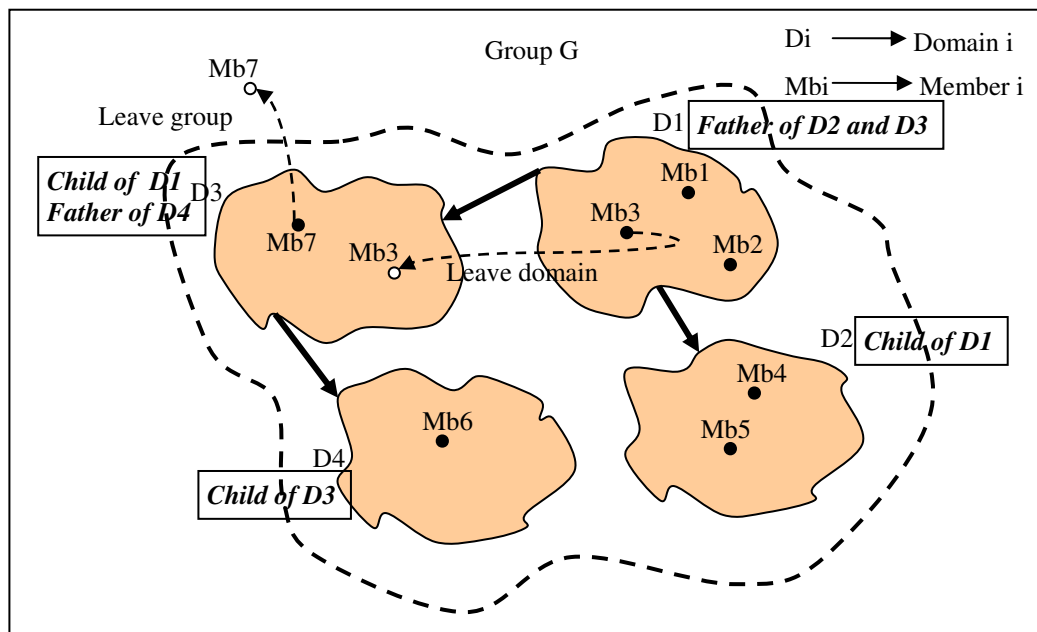 Group G
Di Domain i
Mbi Member i
Mb7
Leave group
D1 Father of D2 and D3
Child of D1
Father of D4
D3
Mb1
Mb3
Mb2
Mb7
Mb3
Leave domain
D2 Child of D1
Mb4
Mb5
Mb6
D4
Child of D3